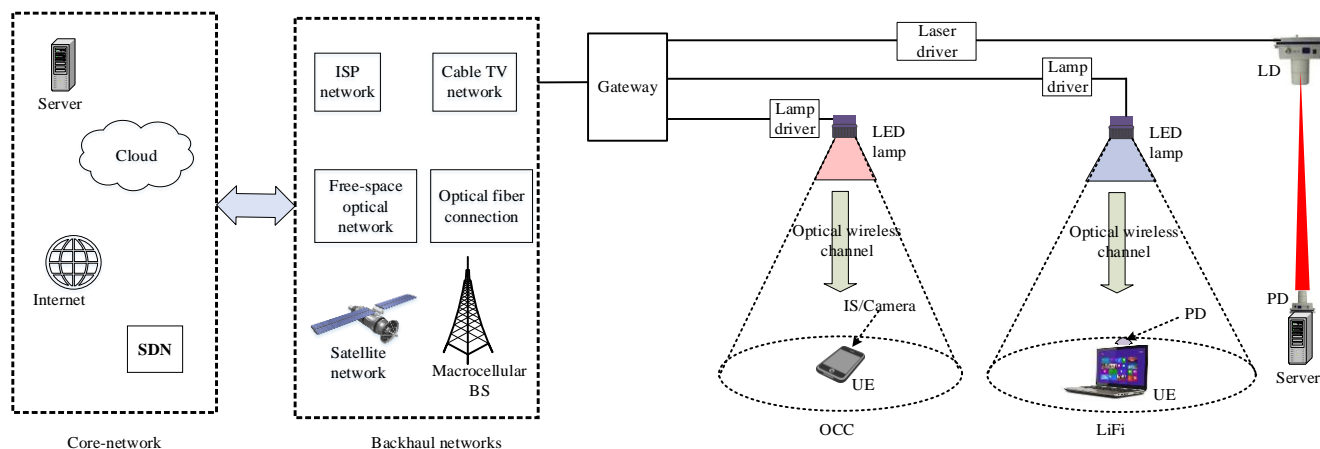 Server
Cloud
Internet
SDN
Core-network
ISP
network
Cable TV
network
Free-space
optical
network
Optical fiber
connection
Satellite
network
Macrocellular
BS
Backhaul networks
Gateway
Laser
driver
Lamp
driver
Lamp
driver
LED
lamp
Optical wireless
channel
IS/Camera
UE
OCC
LED
lamp
Optical wireless
channel
PD
UE
LiFi
LD
PD
Server